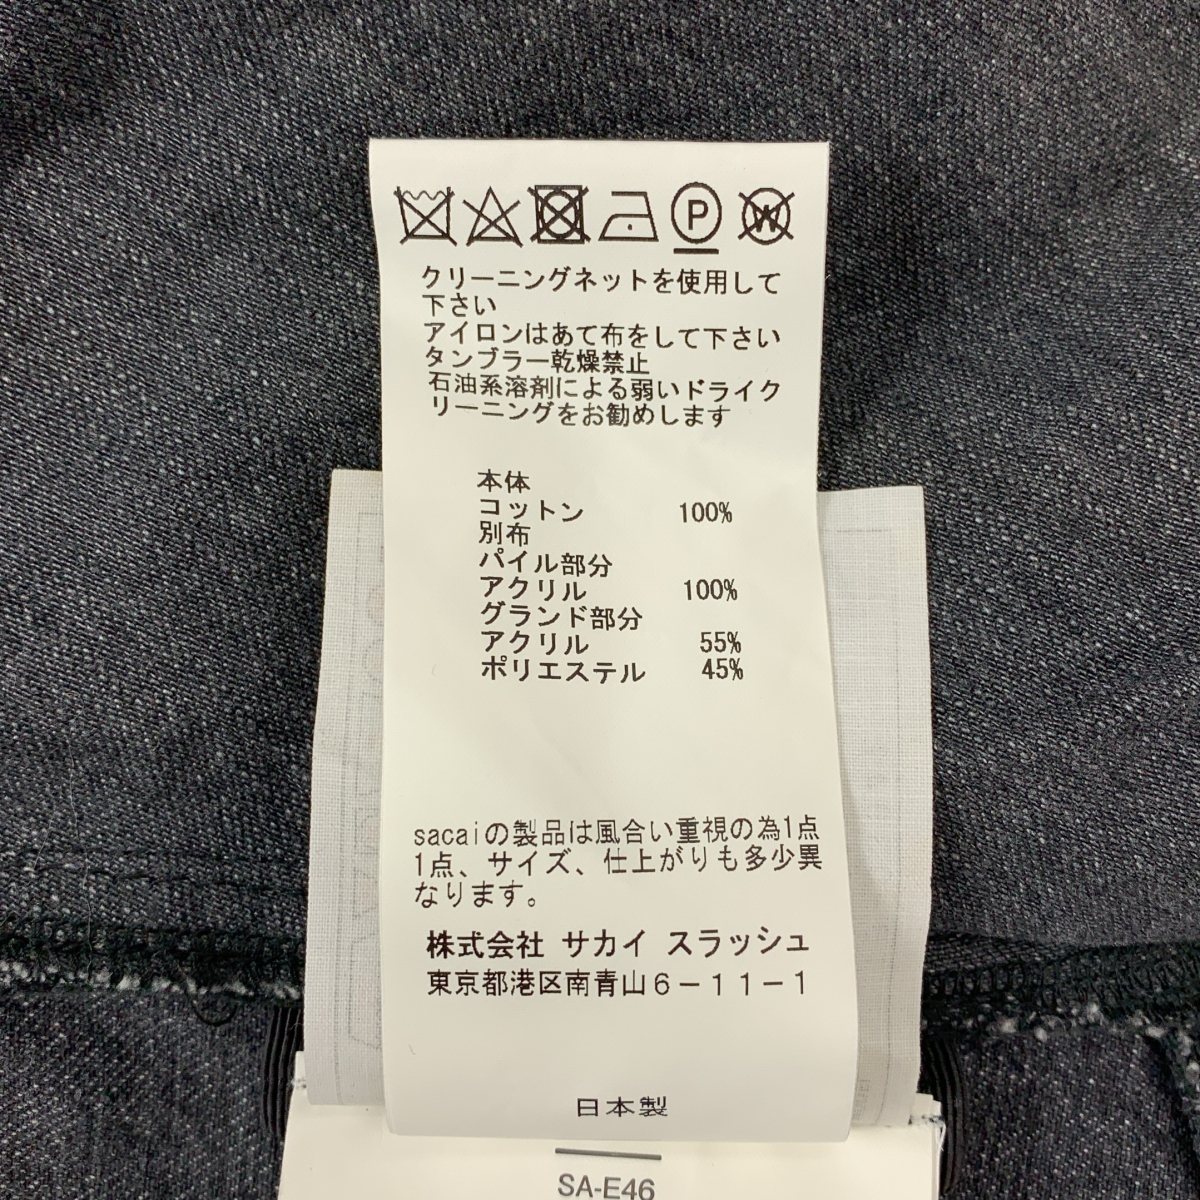 P
W
クリーニングネットを使用して
下さい
アイロンはあて布をして下さい
タンブラー乾燥禁止
石油系溶剤による弱いドライク
リーニングをお勧めします
本体
コットン 100%
別布
パイル部分
アクリル 100%
グランド部分
アクリル 55%
ポリエステル 45%
sacaiの製品は風合い重視の為1点
1点、サイズ、仕上がりも多少異
なります。
株式会社 サカイ スラッシュ
東京都港区南青山6-11-1
日本製
SA-E46